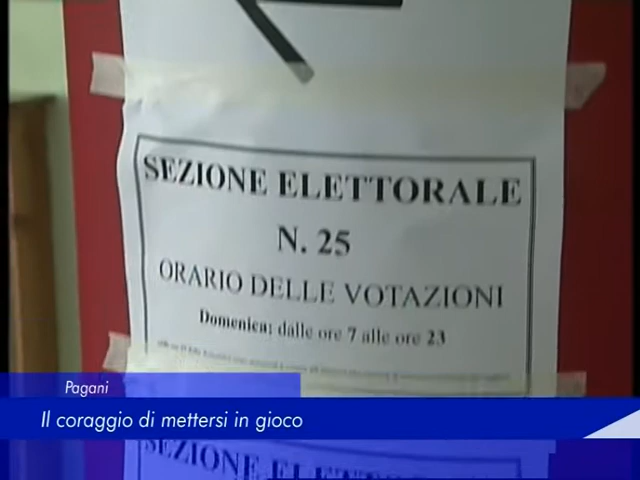 SEZIONE ELETTORALE
N. 25
ORARIO DELLE VOTAZIONI
Domenica: dalle ore 7 alle ore 23
Pagani
Il coraggio di mettersi in gioco
SEZIONE